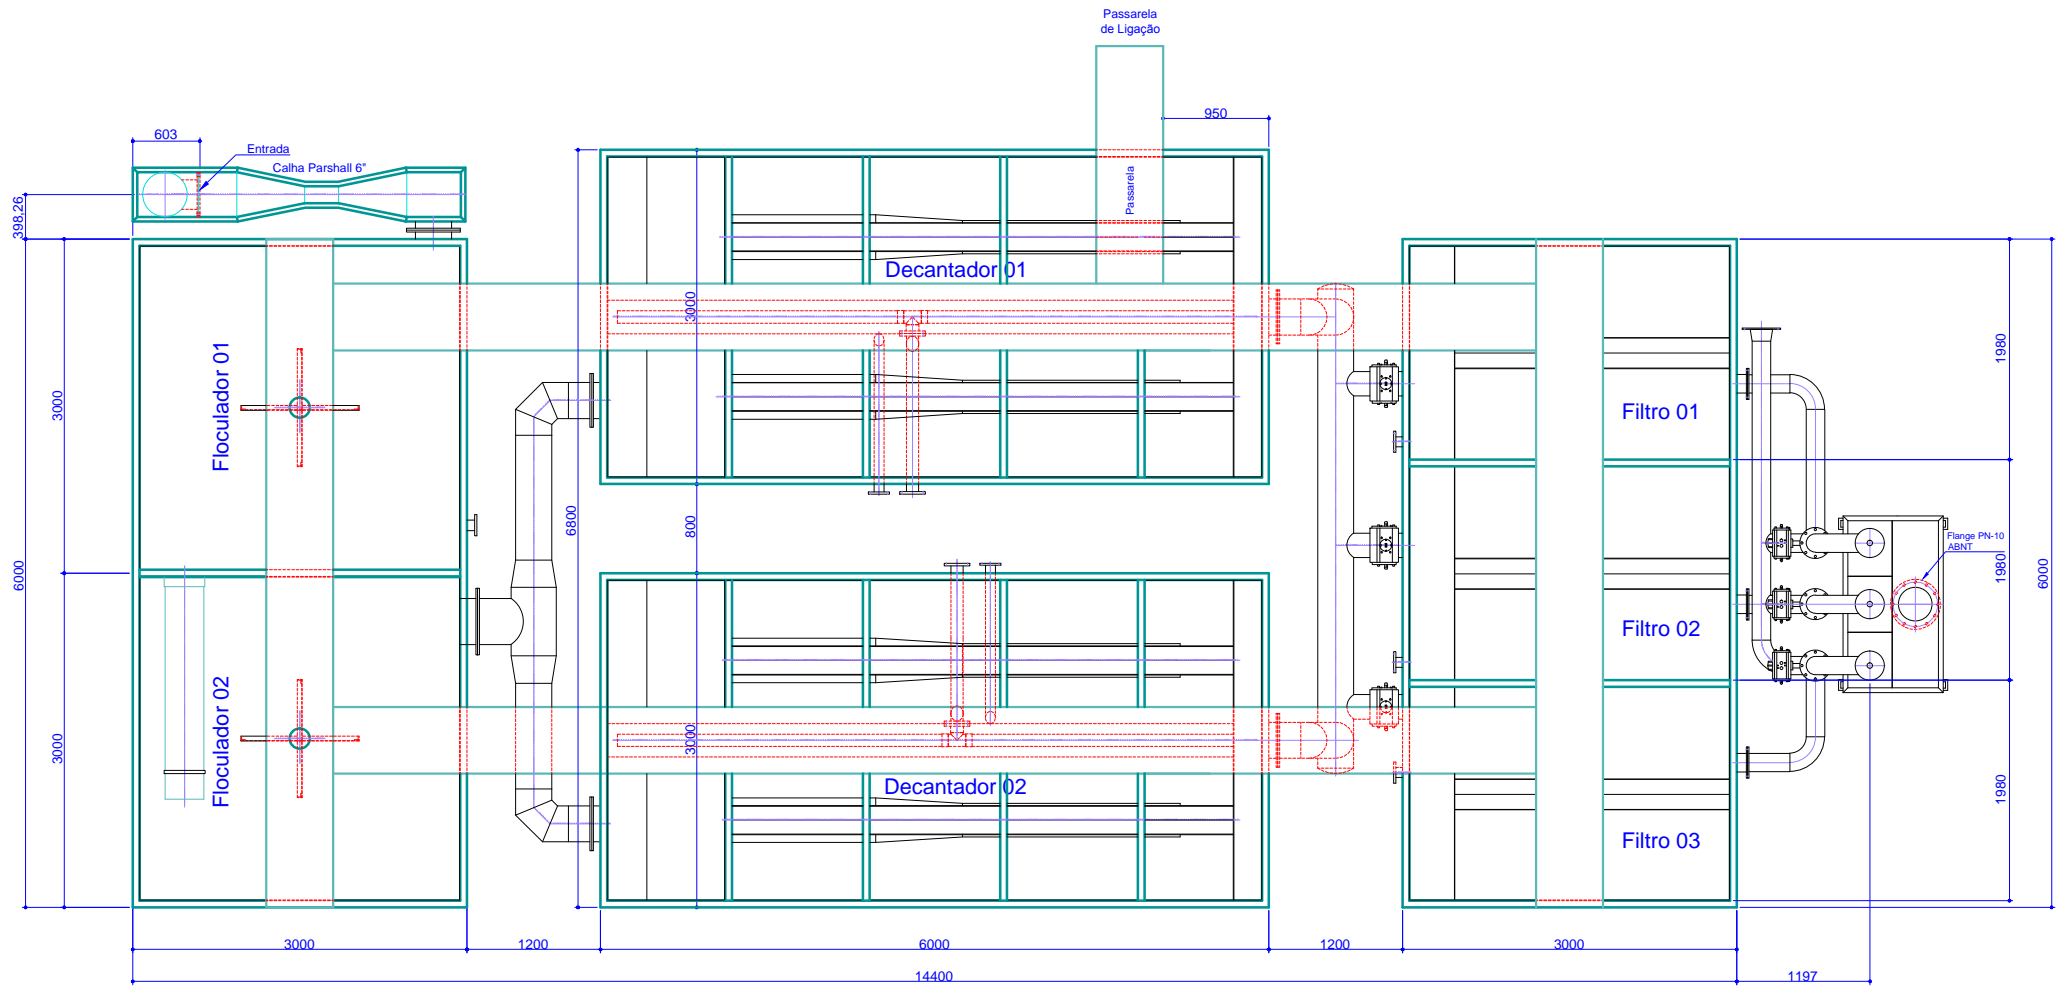 Passarela
de Ligação
950
603
Entrada
Calha Parshall 6"
Passarela
398,26
Decantador 01
3000
Floculador 01
3000
1980
Filtro 01
6800
800
Flange PN-10
ABNT
1980
6000
6000
Filtro 02
Floculador 02
3000
3000
Decantador 02
1980
Filtro 03
3000
1200
6000
1200
3000
14400
1197